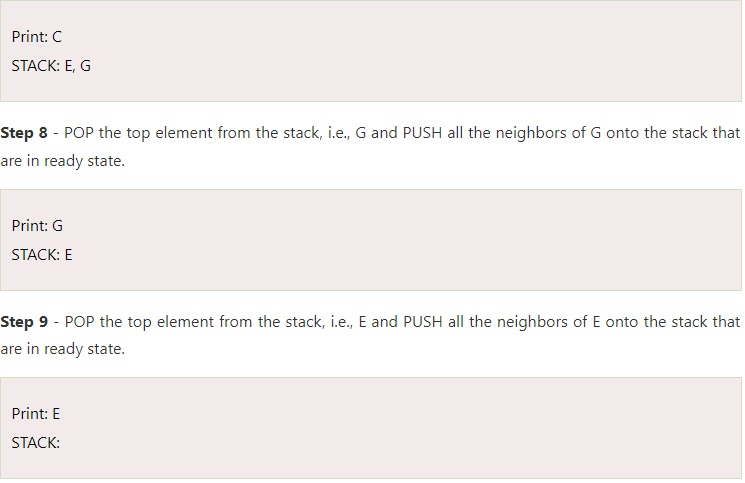 Print: C
STACK: E, G
Step 8 - POP the top element from the stack, i.e., G and PUSH all the neighbors of G onto the stack that
are in ready state.
Print: G
STACK: E
Step 9 - POP the top element from the stack, i.e., E and PUSH all the neighbors of E onto the stack that
are in ready state.
Print: E
STACK: